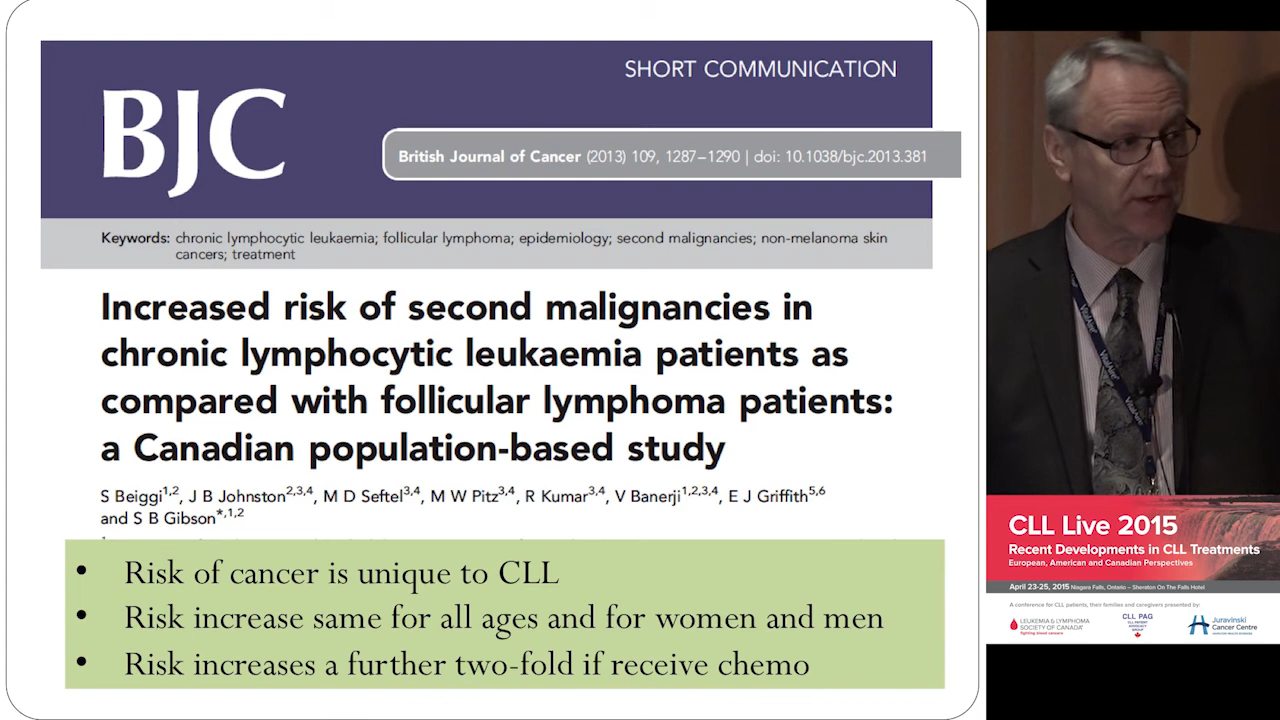 SHORT COMMUNICATION
BJC
British Journal of Cancer (2013) 109, 1287–1290 | doi: 10.1038/bjc.2013.381
Keywords: chronic lymphocytic leukaemia; follicular lymphoma; epidemiology; second malignancies; non-melanoma skin
cancers; treatment
Increased risk of second malignancies in
chronic lymphocytic leukaemia patients as
compared with follicular lymphoma patients:
a Canadian population-based study
S Beiggi1,2, J B Johnston2,3,4, M D Seftel3,4, M W Pitz3,4, R Kumar3,4, V Banerji1,2,3,4, E J Griffith5,6
and S B Gibson*,1,2
• Risk of cancer is unique to CLL
• Risk increase same for all ages and for women and men
• Risk increases a further two-fold if receive chemo
CLL Live 2015
Recent Developments in CLL Treatments
European, American and Canadian Perspectives
April 23-25, 2015 Niagara Falls, Ontario – Sheraton On The Falls Hotel
A conference for CLL patients, their families and caregivers presented by:
LEUKEMIA & LYMPHOMA
SOCIETY OF CANADA
fighting blood cancers
CLL PAG
CLL PATIENT
ADVOCACY
GROUP
Juravinski
Cancer Centre